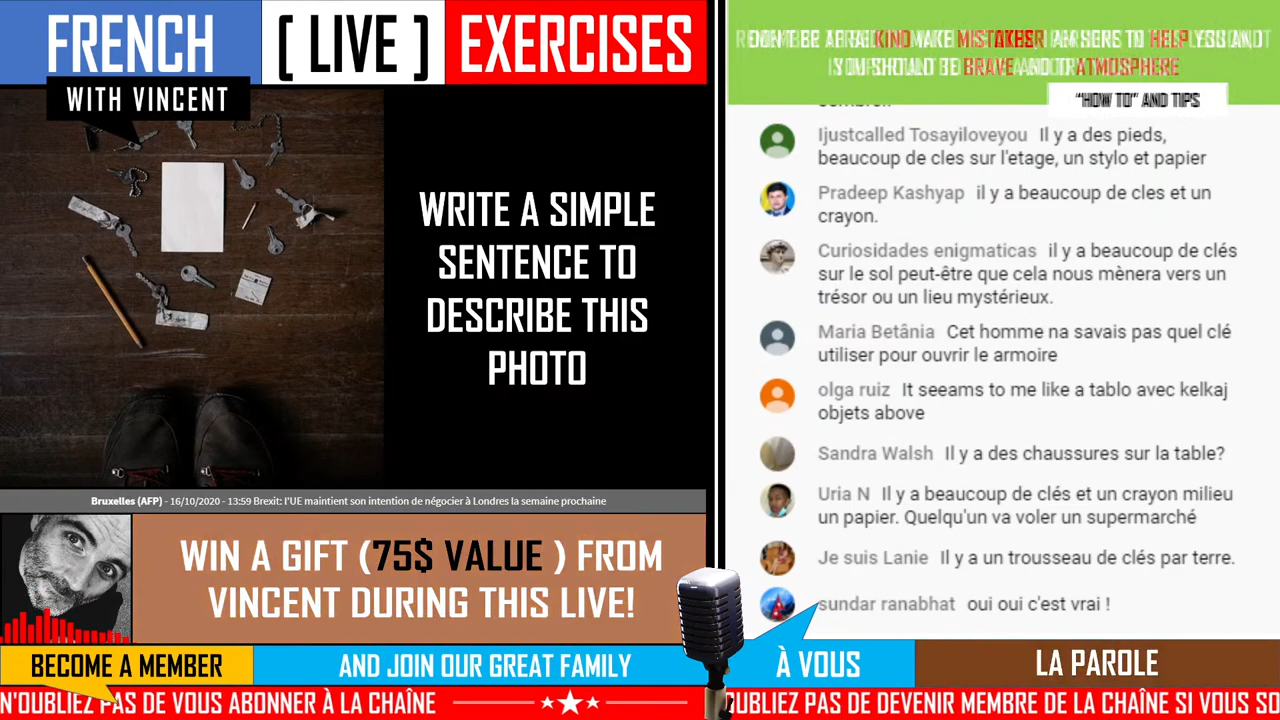 FRENCH
[ LIVE ]
EXERCISES
WITH VINCENT
WRITE A SIMPLE
SENTENCE TO
DESCRIBE THIS
PHOTO
Bruxelles (AFP) - 16/10/2020 - 13:59 Brexit: l'UE maintient son intention de négocier à Londres la semaine prochaine
WIN A GIFT (75$ VALUE ) FROM
VINCENT DURING THIS LIVE!
BECOME A MEMBER
AND JOIN OUR GREAT FAMILY
N'OUBLIEZ PAS DE VOUS ABONNER À LA CHAÎNE
"HOW TO" AND TIPS
Ijustcalled Tosayiloveyou Il y a des pieds,
beaucoup de cles sur l'etage, un stylo et papier
Pradeep Kashyap il y a beaucoup de cles et un
crayon.
Curiosidades enigmaticas il y a beaucoup de clés
sur le sol peut-être que cela nous mènera vers un
trésor ou un lieu mystérieux.
Maria Betânia Cet homme na savais pas quel clé
utiliser pour ouvrir le armoire
olga ruiz It seeams to me like a tablo avec kelkaj
objets above
Sandra Walsh Il y a des chaussures sur la table?
Uria N Il y a beaucoup de clés et un crayon milieu
un papier. Quelqu'un va voler un supermarché
Je suis Lanie Il y a un trousseau de clés par terre.
sundar ranabhat oui oui c'est vrai !
À VOUS
LA PAROLE
OUBLIEZ PAS DE DEVENIR MEMBRE DE LA CHAÎNE SI VOUS SO